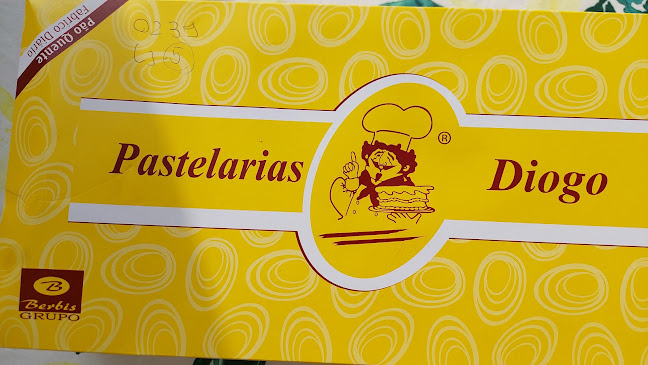 Pão Quente
Fabrico Diário
Pastelarias
®
Diogo
B
Berbis
GRUPO